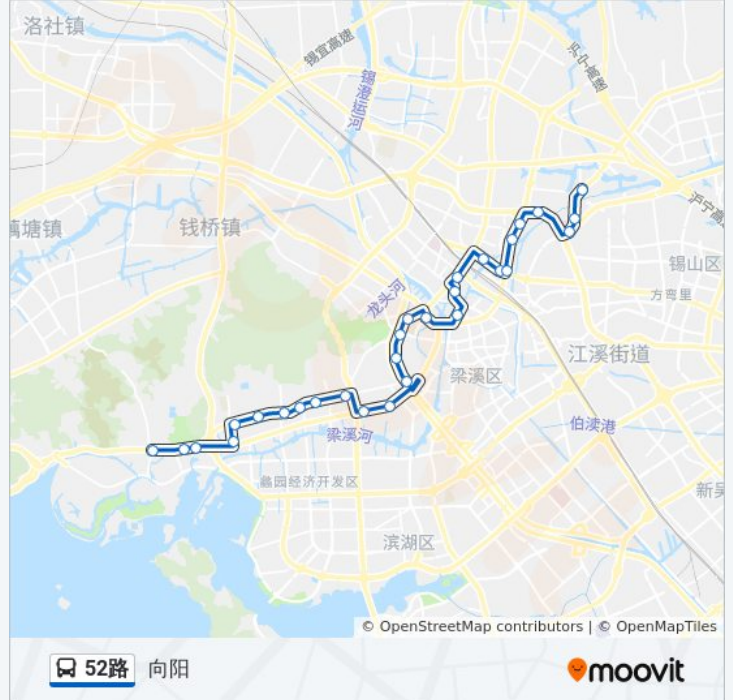 洛社镇
锡宜高速
锡澄运河
沪宁高速
藕塘镇
钱桥镇
沪宁高
锡山区
方弯里
龙头河
江溪街道
梁溪区
伯渎港
梁溪河
蠡园经济开发区
新吴
滨湖区
© OpenStreetMap contributors | © OpenMapTiles
52路 向阳
moovit